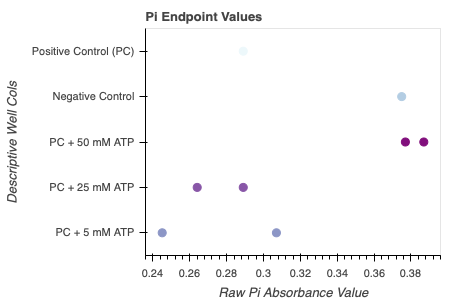 Pi Endpoint Values
Positive Control (PC)
Negative Control
PC + 50 mM ATP
PC + 25 mM ATP
PC + 5 mM ATP
Descriptive Well Cols
0.24 0.26 0.28 0.3 0.32 0.34 0.36 0.38
Raw Pi Absorbance Value